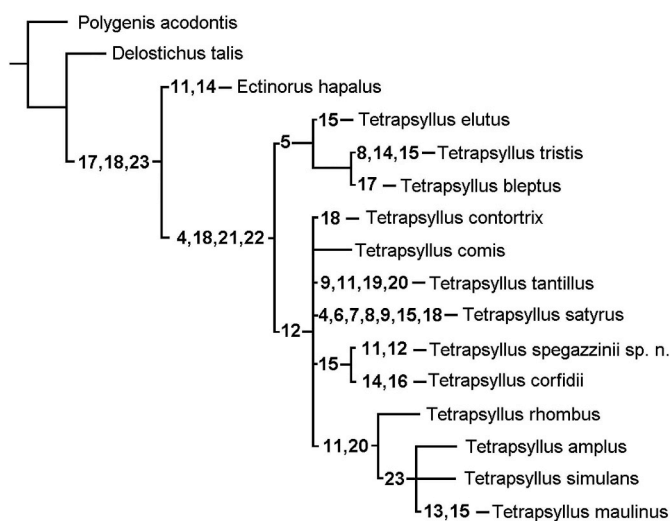 Polygenis acodontis
Delostichus talis
11,14 Ectinorus hapalus
15 Tetrapsyllus elutus
5
8,14,15 Tetrapsyllus tristis
17,18,23
17 Tetrapsyllus bleptus
18 Tetrapsyllus contortrix
4,18,21,22
Tetrapsyllus comis
9,11,19,20 Tetrapsyllus tantillus
4,6,7,8,9,15,18 Tetrapsyllus satyrus
12
11,12 Tetrapsyllus spegazzinii sp. n.
15
14,16 Tetrapsyllus corfidii
Tetrapsyllus rhombus
11,20
Tetrapsyllus amplus
23 Tetrapsyllus simulans
13,15 Tetrapsyllus maulinus